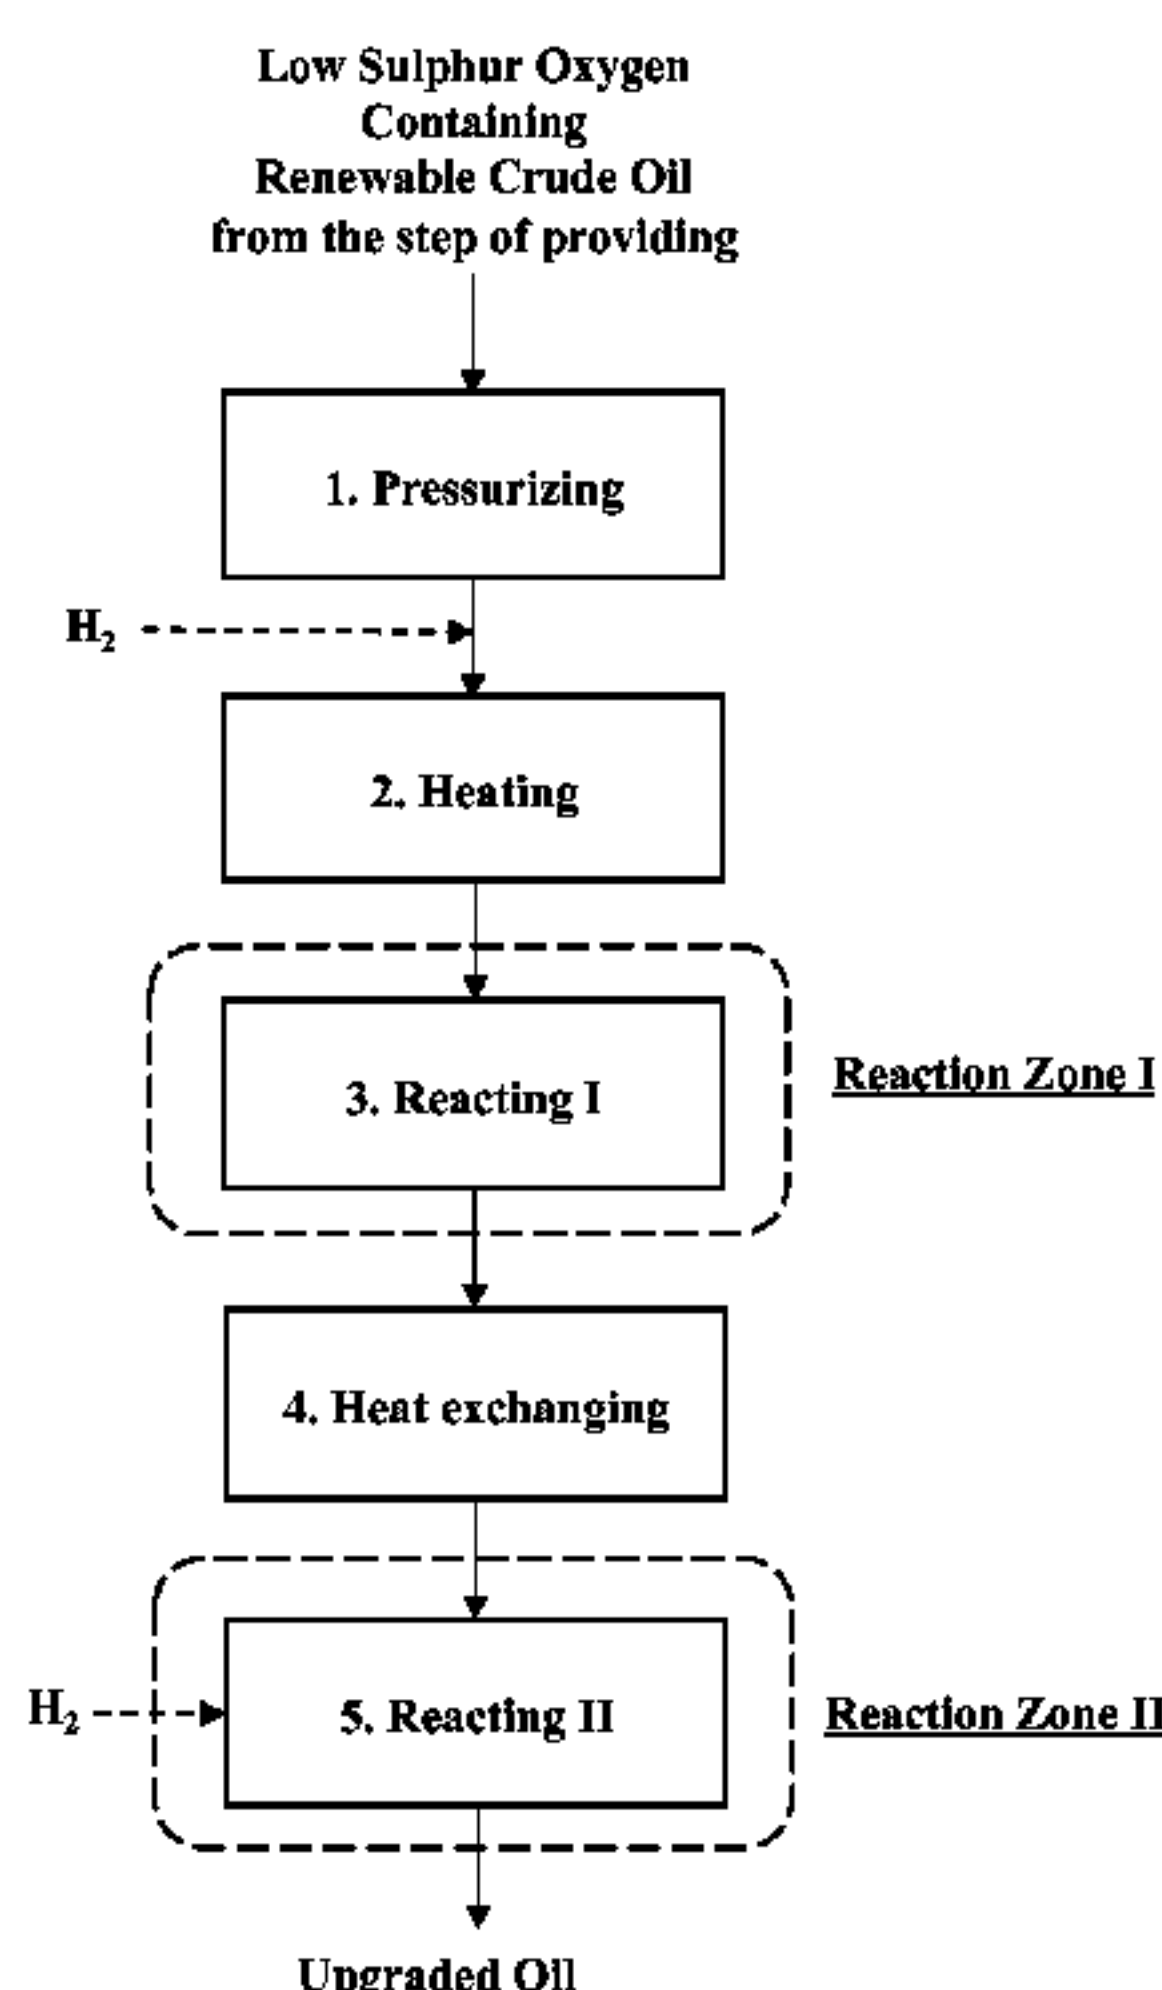 Low Sulphur Oxygen
Containing
Renewable Crude Oil
from the step of providing
1. Pressurizing
H₂
2. Heating
3. Reacting I
Reaction Zone I
4. Heat exchanging
H₂
5. Reacting II
Reaction Zone II
Upgraded Oil